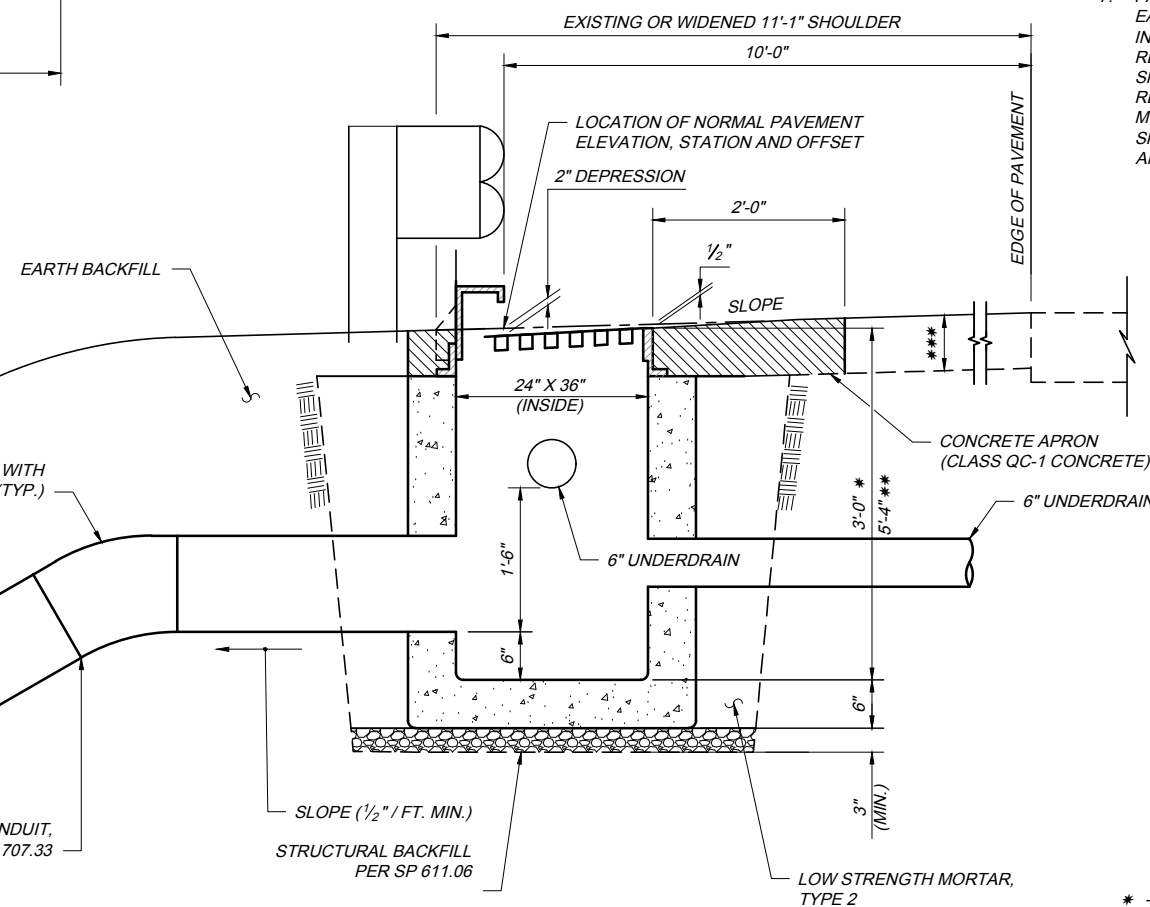 EXISTING OR WIDENED 11'-1" SHOULDER
10'-0"
LOCATION OF NORMAL PAVEMENT
ELEVATION, STATION AND OFFSET
2" DEPRESSION
2'-0"
1/2"
SLOPE
EDGE OF PAVEMENT
EARTH BACKFILL
24" X 36"
(INSIDE)
***
CONCRETE APRON
(CLASS QC-1 CONCRETE)
WITH
(TYP.)
3'-0" *
5'-4" **
6" UNDERDRAIN
1'-6"
6" UNDERDRAIN
6"
6"
3"
(MIN.)
SLOPE (1/2" / FT. MIN.)
STRUCTURAL BACKFILL
PER SP 611.06
707.33
LOW STRENGTH MORTAR,
TYPE 2
*